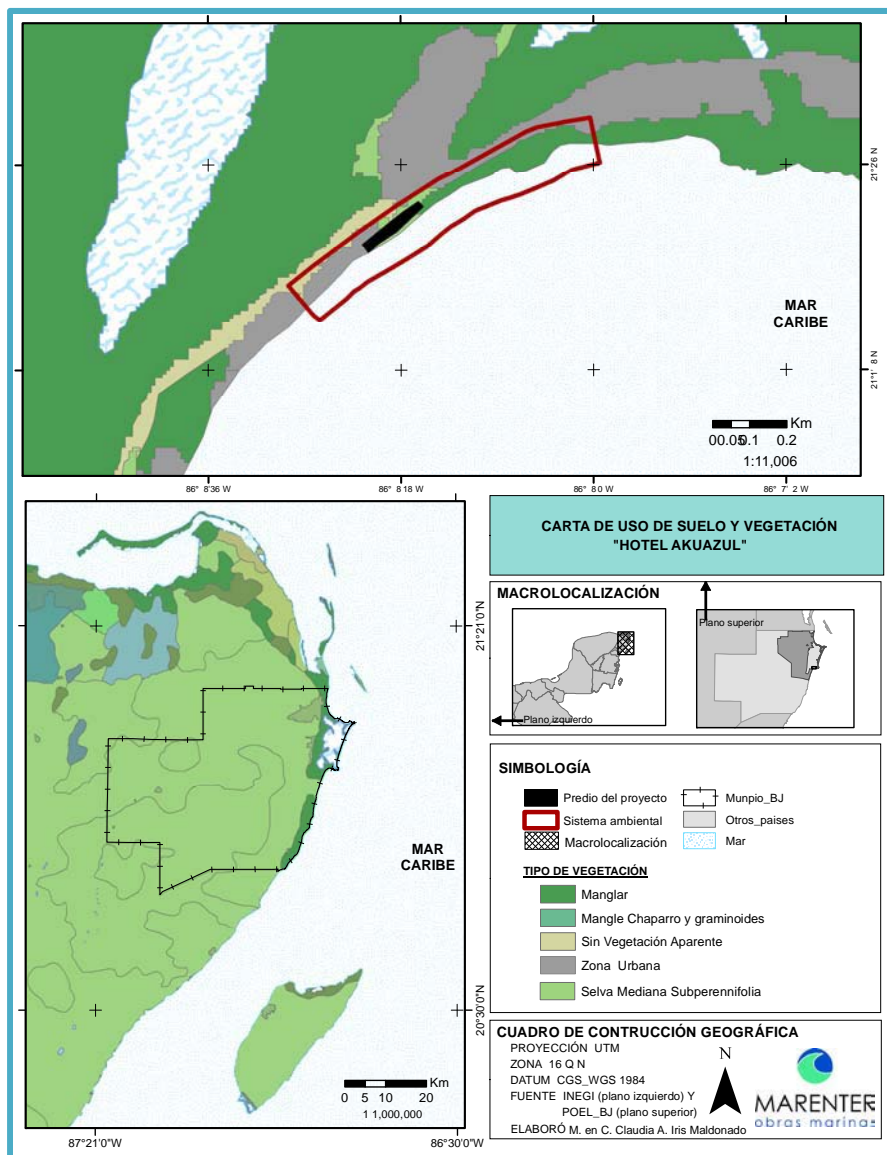 21°26 N
MAR
CARIBE
21°1' 8 N
Km
00.050.1 0.2
1:11,006
86° 8'36 W
86° 8'18 W
86° 8'0 W
86° 7' 2 W
CARTA DE USO DE SUELO Y VEGETACIÓN
"HOTEL AKUAZUL"
MACROLOCALIZACIÓN
Plano superior
Plano izquierdo
21°21'0"N
MAR
CARIBE
20°30'0"N
Km
0 5 10 20
1 1,000,000
87°21'0"W
86°30'0"W
SIMBOLOGÍA
Predio del proyecto
Munpio_BJ
Sistema ambiental
Otros_paises
Macrolocalización
Mar
TIPO DE VEGETACIÓN
Manglar
Mangle Chaparro y graminoides
Sin Vegetación Aparente
Zona Urbana
Selva Mediana Subperennifolia
CUADRO DE CONTRUCCIÓN GEOGRÁFICA
PROYECCIÓN UTM
ZONA 16 Q N
DATUM CGS_WGS 1984
FUENTE INEGI (plano izquierdo) Y
POEL_BJ (plano superior)
ELABORÓ M. en C. Claudia A. Iris Maldonado
N
MARENTER
obras marinas